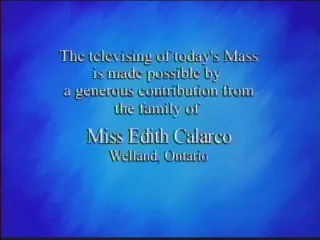 The televising of today's Mass
is made possible by
a generous contribution from
the family of
Miss Edith Calarco
Welland, Ontario